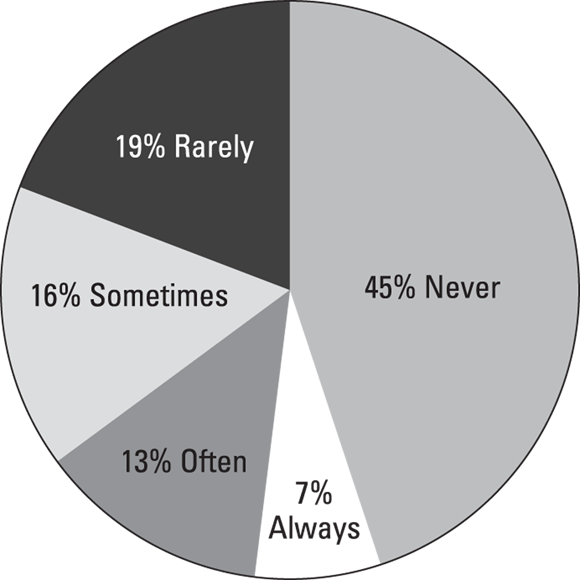 19% Rarely
45% Never
16% Sometimes
13% Often
7%
Always